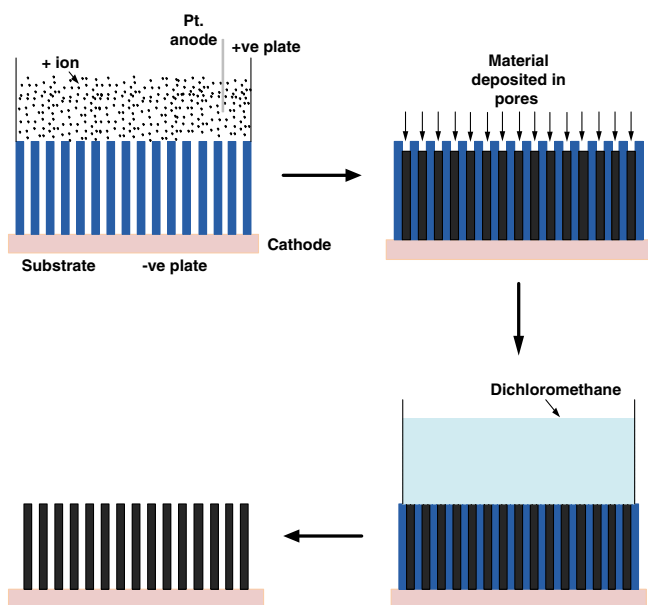 Pt.
anode
+ve plate
+ ion
Substrate
-ve plate
Cathode
Material
deposited in
pores
Dichloromethane